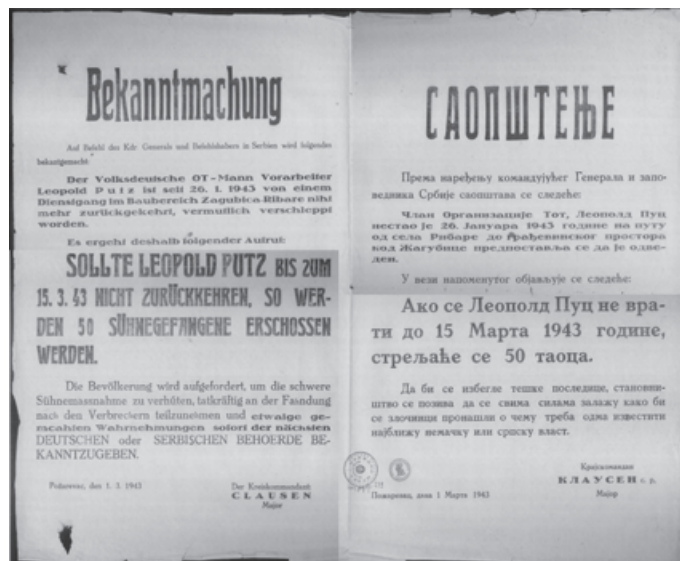 Bekanntmachung
Auf Befehl des Kdr. Generals und Befehlshabers in Serbien wird folgendes
bekanntgemacht:
Der Volksdeutsche OT-Mann Vorarbeiter
Leopold Putz ist seit 26. 1. 1943 von einem
Dienstgang im Baubereich Zagubica-Ribare niht
mehr zurückgekehrt, vermutlich verschleppt
worden.
Es ergeht deshalb folgender Aufruf:
SOLLTE LEOPOLD PUTZ BIS ZUM
15. 3. 43 NICHT ZURÜCKKEHREN, SO WER-
DEN 50 SÜHNEGEFANGENE ERSCHOSSEN
WERDEN.
Die Bevölkerung wird aufgefordert, um die schwere
Sühnemassnahme zu verhüten, tatkräftig an der Faandung
nach den Verbrechern teilzunehmen und etwaige ge-
machten Wahrnehmungen sofort der nächsten
DEUTSCHEN oder SERBISCHEN BEHOERDE BE-
KANNTZUGEBEN.
Požarevac, den 1. 3. 1943
Der Kreiskommandant
CLAUSEN
Major
САОПШТЕЊЕ
Према наређењу командујућег Генерала и запо-
ведника Србије саопштава се следеће:
Члан Организације Тот, Леополд Пуц
нестао је 26. Јануара 1943 године на путу
од села Рибаре до Грађевинског простора
код Жагубице предпоставља се да је одве-
ден.
У вези напоменутог објављује се следеће:
Ако се Леополд Пуц не вра-
ти до 15 Марта 1943 године,
стрељаће се 50 таоца.
Да би се избегле тешке последице, становни-
штво се позива да се свима силама залажу како би
се злочинци пронашли о чему треба одма известити
најближу немачку или српску власт.
Крајскомандант
КЛАУСЕН с. р.
Мајор
Пожаревац, дана 1 Марта 1943